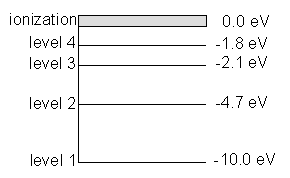 ionization 0.0 eV
level 4 -1.8 eV
level 3 -2.1 eV
level 2 -4.7 eV
level 1 -10.0 eV